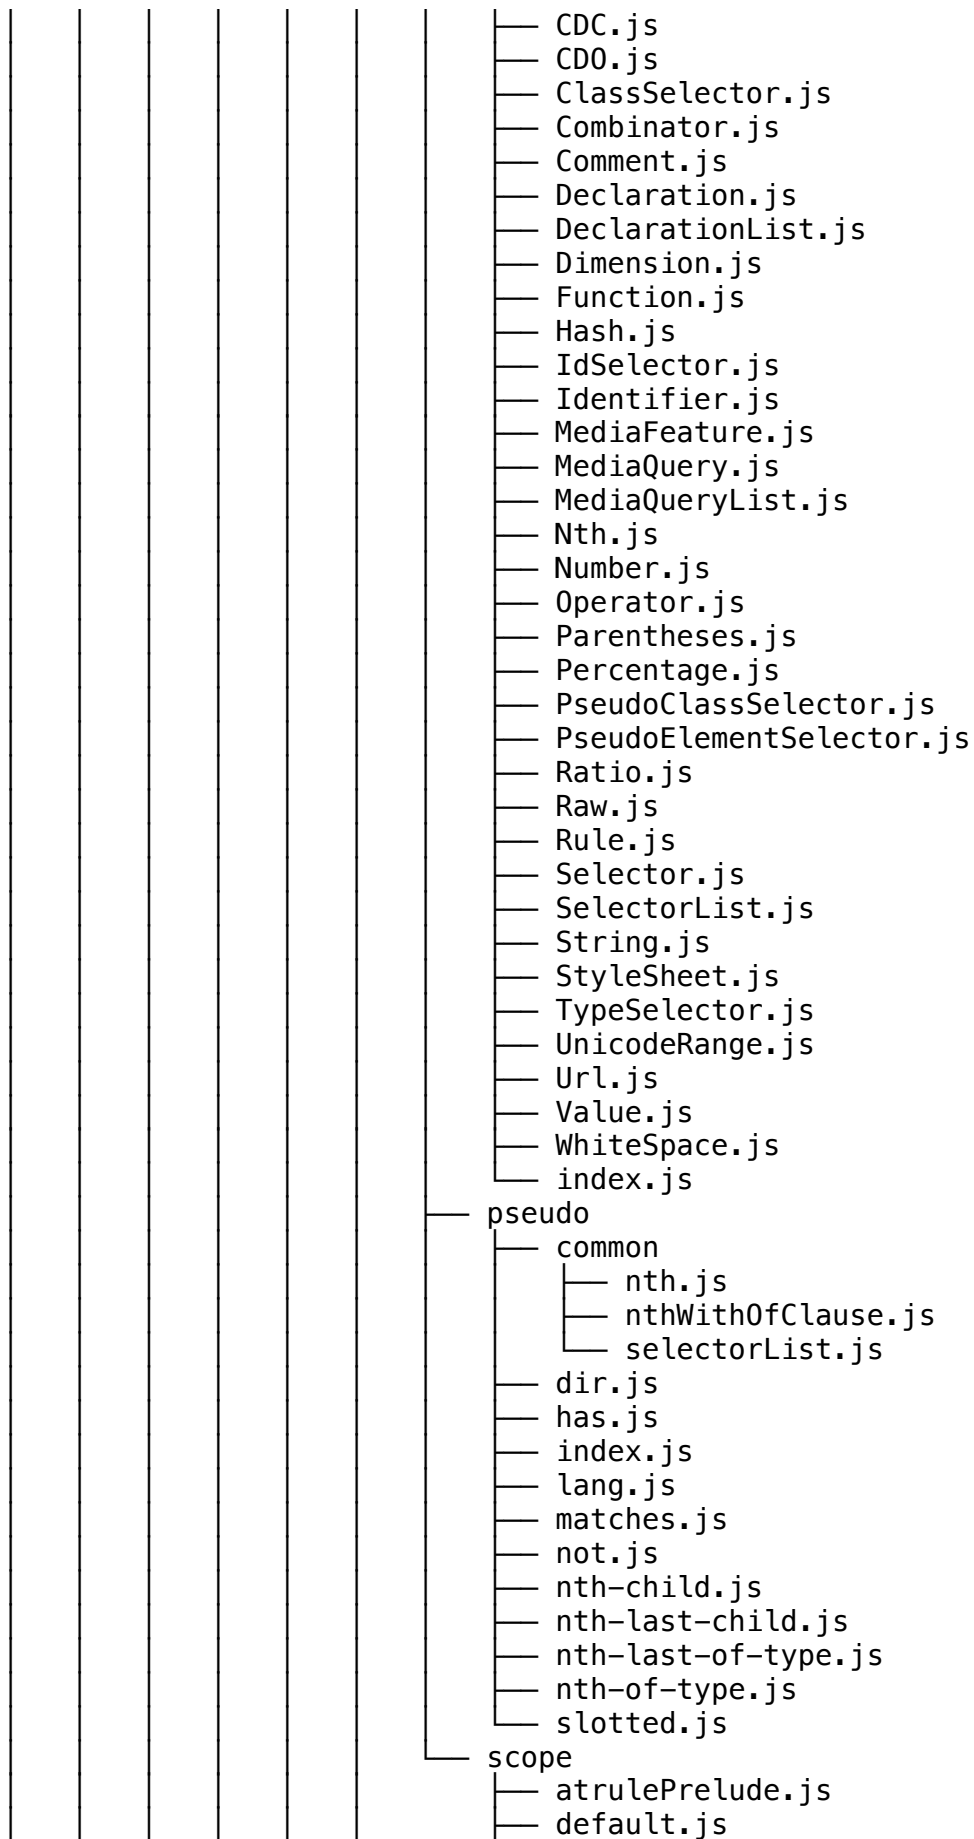 │   │   │   │   │   │   │   ├── CDC.js
│   │   │   │   │   │   │   ├── CDO.js
│   │   │   │   │   │   │   ├── ClassSelector.js
│   │   │   │   │   │   │   ├── Combinator.js
│   │   │   │   │   │   │   ├── Comment.js
│   │   │   │   │   │   │   ├── Declaration.js
│   │   │   │   │   │   │   ├── DeclarationList.js
│   │   │   │   │   │   │   ├── Dimension.js
│   │   │   │   │   │   │   ├── Function.js
│   │   │   │   │   │   │   ├── Hash.js
│   │   │   │   │   │   │   ├── IdSelector.js
│   │   │   │   │   │   │   ├── Identifier.js
│   │   │   │   │   │   │   ├── MediaFeature.js
│   │   │   │   │   │   │   ├── MediaQuery.js
│   │   │   │   │   │   │   ├── MediaQueryList.js
│   │   │   │   │   │   │   ├── Nth.js
│   │   │   │   │   │   │   ├── Number.js
│   │   │   │   │   │   │   ├── Operator.js
│   │   │   │   │   │   │   ├── Parentheses.js
│   │   │   │   │   │   │   ├── Percentage.js
│   │   │   │   │   │   │   ├── PseudoClassSelector.js
│   │   │   │   │   │   │   ├── PseudoElementSelector.js
│   │   │   │   │   │   │   ├── Ratio.js
│   │   │   │   │   │   │   ├── Raw.js
│   │   │   │   │   │   │   ├── Rule.js
│   │   │   │   │   │   │   ├── Selector.js
│   │   │   │   │   │   │   ├── SelectorList.js
│   │   │   │   │   │   │   ├── String.js
│   │   │   │   │   │   │   ├── StyleSheet.js
│   │   │   │   │   │   │   ├── TypeSelector.js
│   │   │   │   │   │   │   ├── UnicodeRange.js
│   │   │   │   │   │   │   ├── Url.js
│   │   │   │   │   │   │   ├── Value.js
│   │   │   │   │   │   │   ├── WhiteSpace.js
│   │   │   │   │   │   │   └── index.js
│   │   │   │   │   │   ├── pseudo
│   │   │   │   │   │   │   ├── common
│   │   │   │   │   │   │   │   ├── nth.js
│   │   │   │   │   │   │   │   ├── nthWithOfClause.js
│   │   │   │   │   │   │   │   └── selectorList.js
│   │   │   │   │   │   │   ├── dir.js
│   │   │   │   │   │   │   ├── has.js
│   │   │   │   │   │   │   ├── index.js
│   │   │   │   │   │   │   ├── lang.js
│   │   │   │   │   │   │   ├── matches.js
│   │   │   │   │   │   │   ├── not.js
│   │   │   │   │   │   │   ├── nth-child.js
│   │   │   │   │   │   │   ├── nth-last-child.js
│   │   │   │   │   │   │   ├── nth-last-of-type.js
│   │   │   │   │   │   │   ├── nth-of-type.js
│   │   │   │   │   │   │   └── slotted.js
│   │   │   │   │   │   └── scope
│   │   │   │   │   │       ├── atrulePrelude.js
│   │   │   │   │   │       ├── default.js